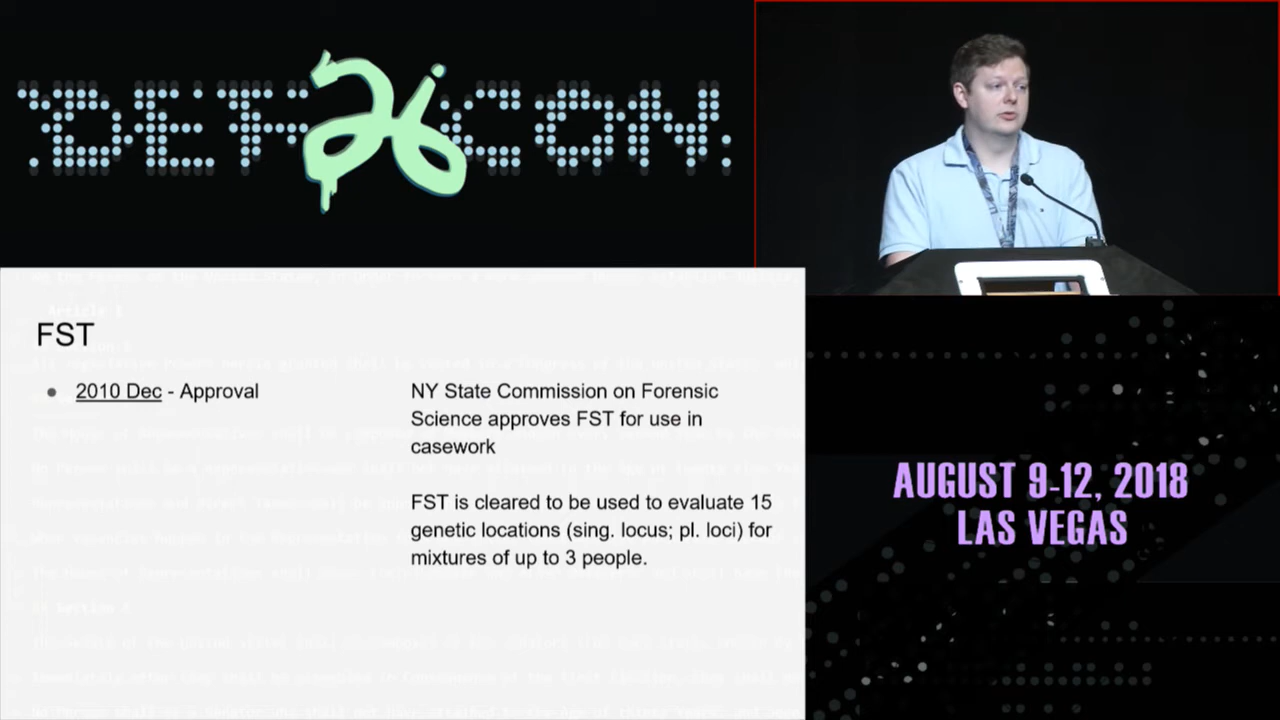 DEF 26 CON
FST
2010 Dec - Approval
NY State Commission on Forensic
Science approves FST for use in
casework
FST is cleared to be used to evaluate 15
genetic locations (sing. locus; pl. loci) for
mixtures of up to 3 people.
AUGUST 9-12, 2018
LAS VEGAS